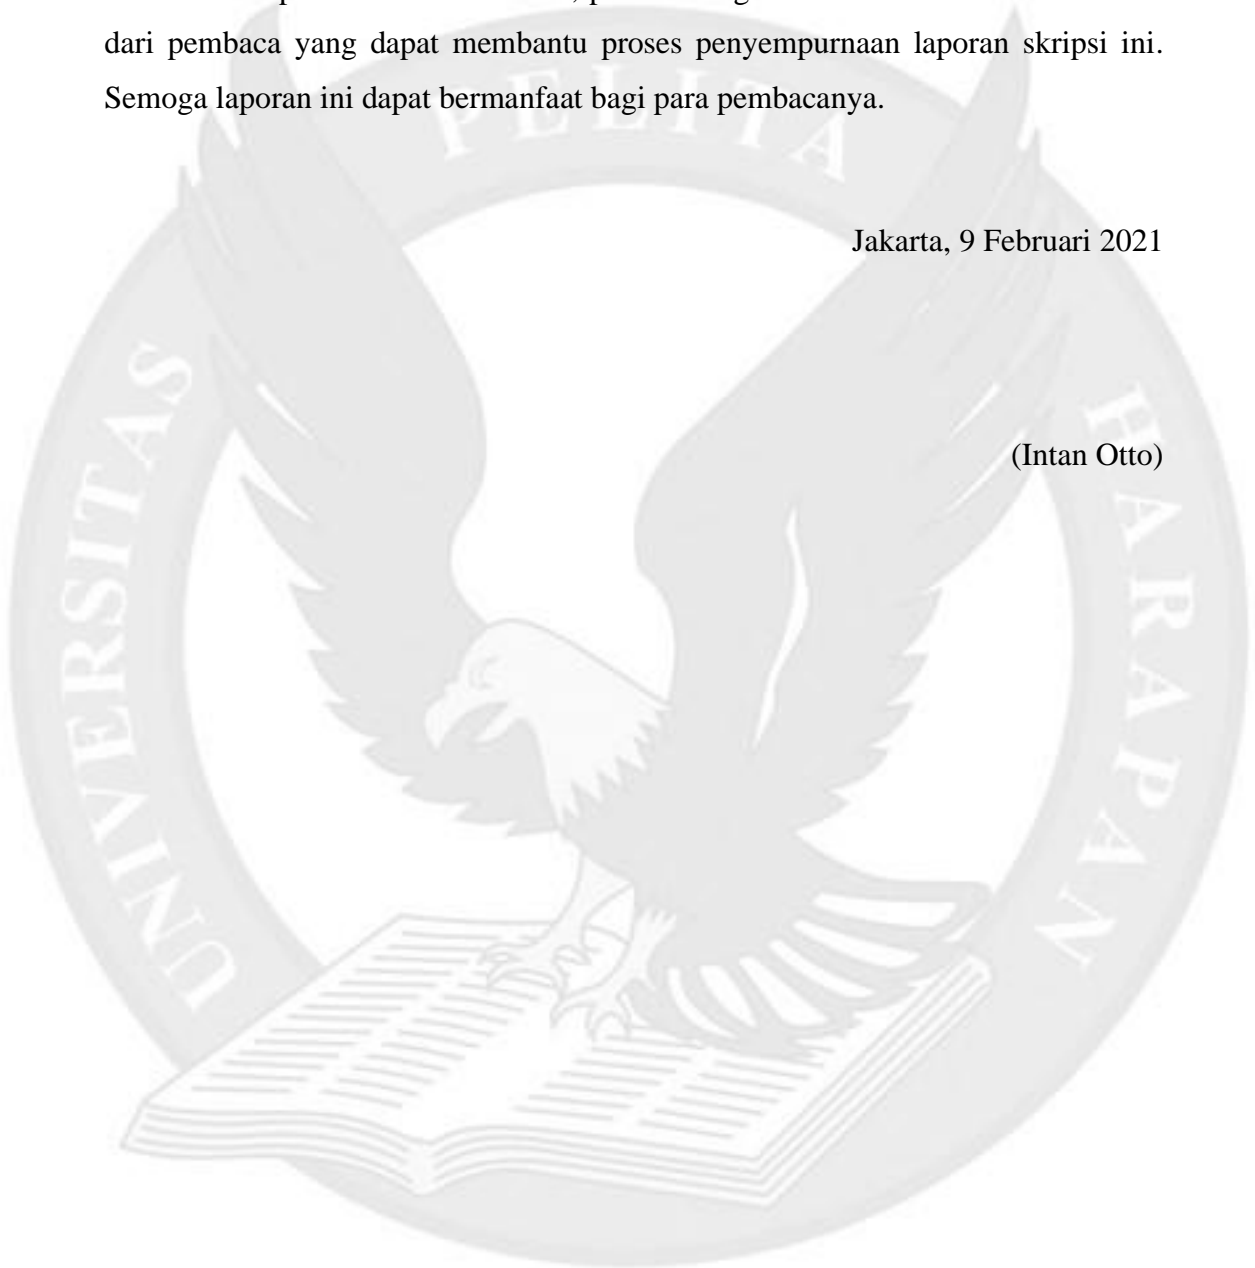 dari pembaca yang dapat membantu proses penyempurnaan laporan skripsi ini.
Semoga laporan ini dapat bermanfaat bagi para pembacanya.
PELITA
Jakarta, 9 Februari 2021
UNIVERSITAS
HARAPAN
(Intan Otto)